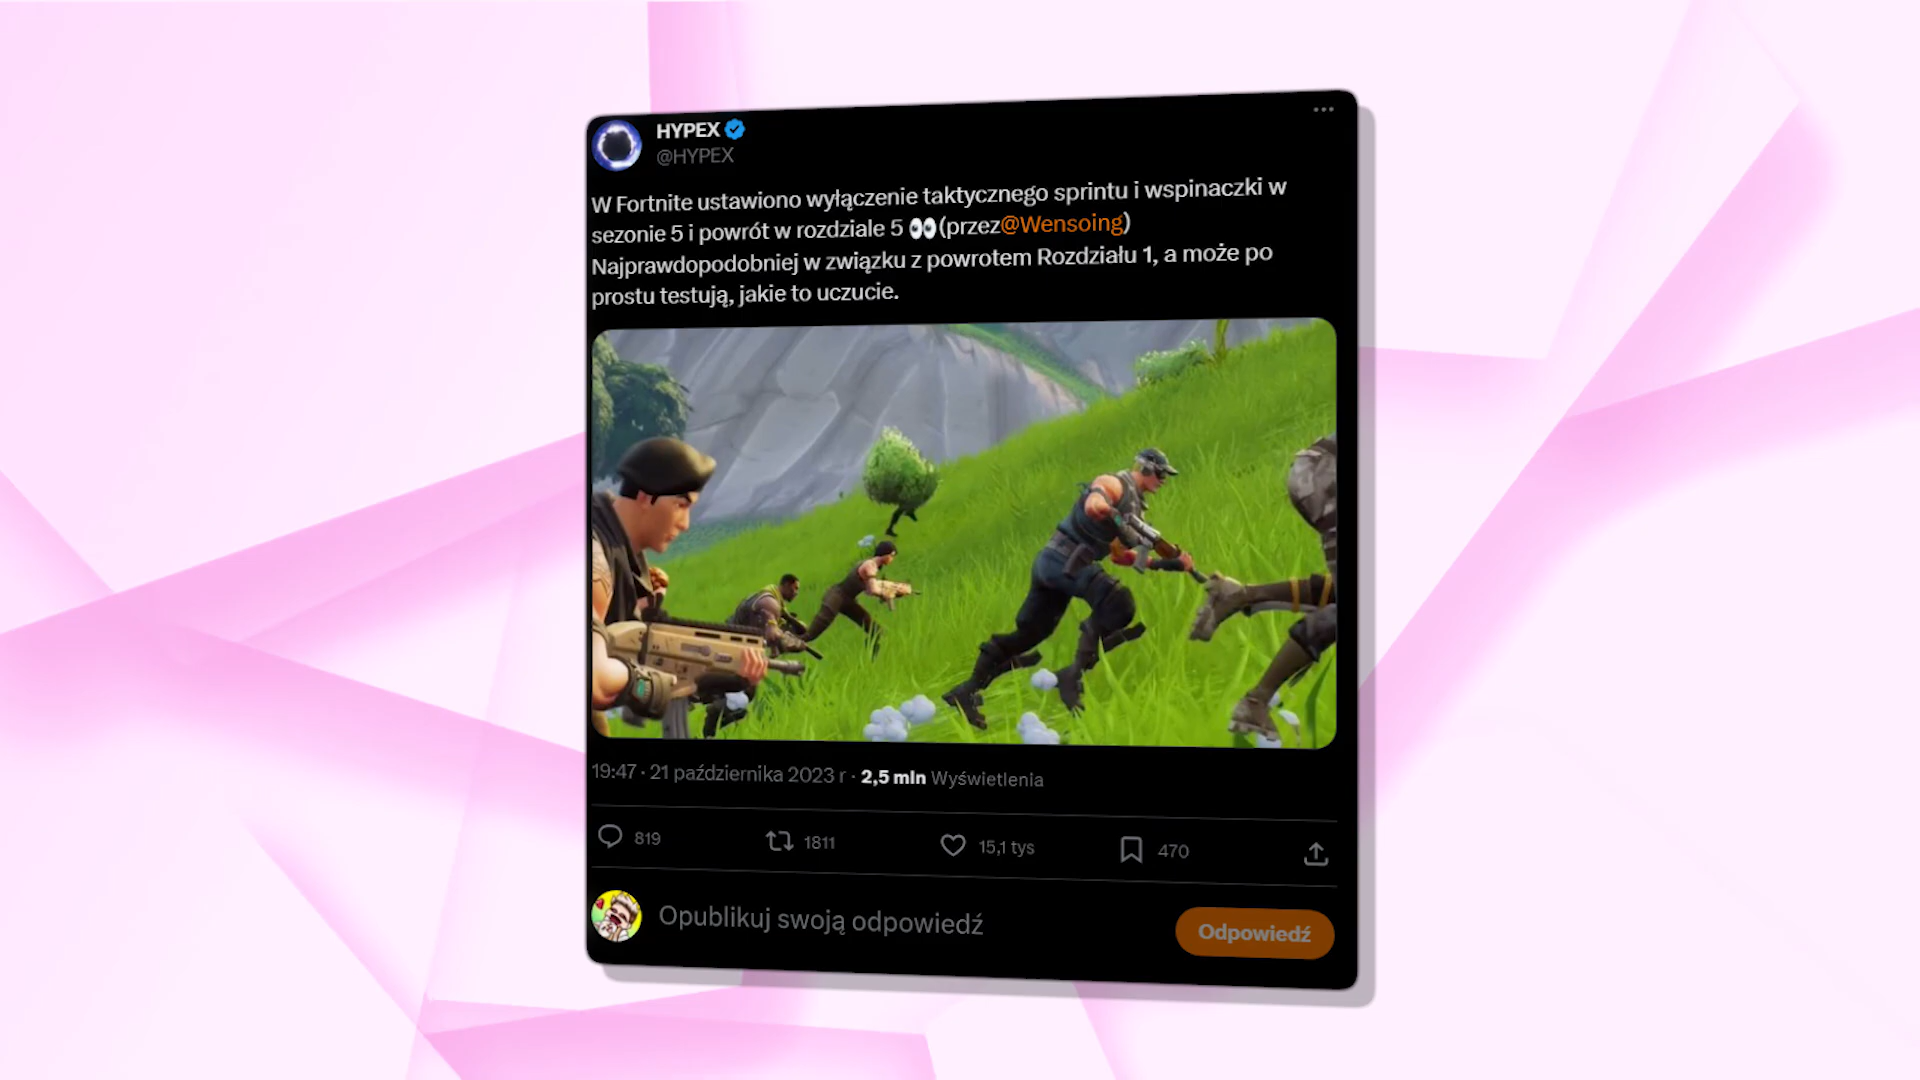 HYPEX
@HYPEX
W Fortnite ustawiono wyłączenie taktycznego sprintu i wspinaczki w
sezonie 5 i powrót w rozdziale 5 👀(przez@Wensoing)
Najprawdopodobniej w związku z powrotem Rozdziału 1, a może po
prostu testują, jakie to uczucie.
19:47 · 21 października 2023 r · 2,5 mln Wyświetlenia
819 1811 15,1 tys 470
Opublikuj swoją odpowiedź
Odpowiedź